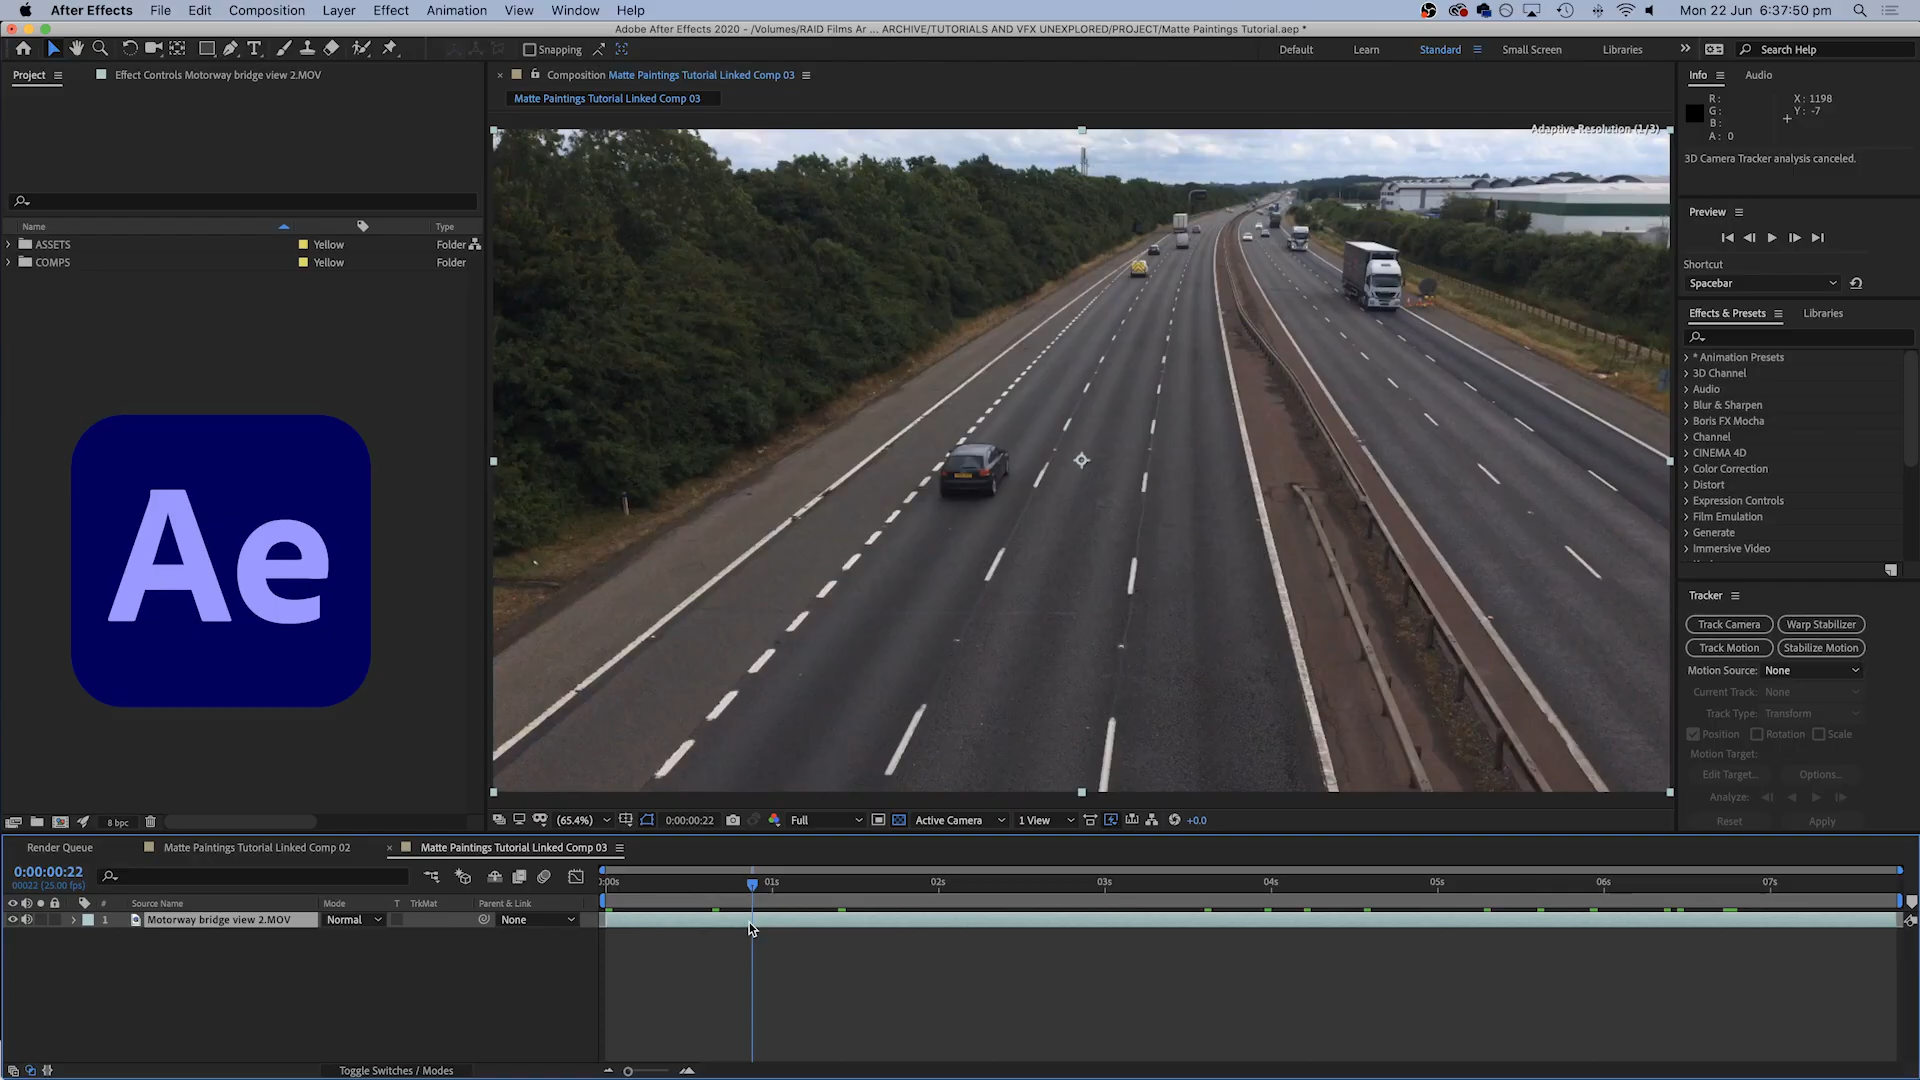 After Effects File Edit Composition Layer Effect Animation View Window Help Mon 22 Jun 6:37:50 pm
Adobe After Effects 2020 - /Volumes/RAID Films Ar ... ARCHIVE/TUTORIALS AND VFX UNEXPLORED/PROJECT/Matte Paintings Tutorial.aep *
Snapping Default Learn Standard Small Screen Libraries Search Help
Project Effect Controls Motorway bridge view 2.MOV
Composition Matte Paintings Tutorial Linked Comp 03
Matte Paintings Tutorial Linked Comp 03
Adaptive Resolution (1/3)
Name Type
ASSETS Yellow Folder
COMPS Yellow Folder
Ae
8 bpc
(65.4%) 0:00:00:22 Full Active Camera 1 View +0.0
Info Audio
R: X: 1198
G: Y: -7
B:
A: 0
3D Camera Tracker analysis canceled.
Preview
Shortcut
Spacebar
Effects & Presets Libraries
* Animation Presets
3D Channel
Audio
Blur & Sharpen
Boris FX Mocha
Channel
CINEMA 4D
Color Correction
Distort
Expression Controls
Film Emulation
Generate
Immersive Video
Tracker
Track Camera Warp Stabilizer
Track Motion Stabilize Motion
Motion Source: None
Current Track: None
Track Type: Transform
Position Rotation Scale
Motion Target:
Edit Target... Options...
Analyze:
Reset Apply
Render Queue Matte Paintings Tutorial Linked Comp 02 Matte Paintings Tutorial Linked Comp 03
0:00:00:22
00022 (25.00 fps)
:00s 01s 02s 03s 04s 05s 06s 07s
# Source Name Mode T TrkMat Parent & Link
1 Motorway bridge view 2.MOV Normal None
Toggle Switches / Modes